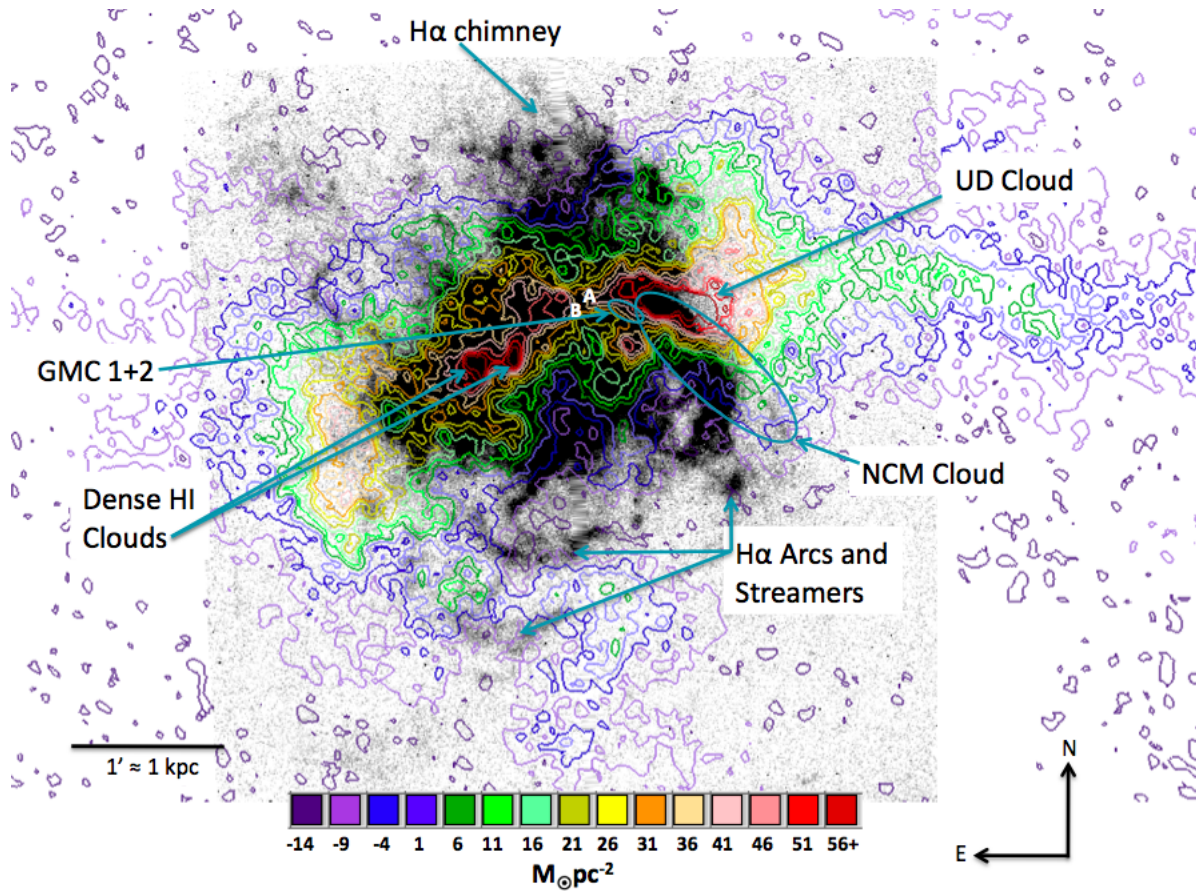 Hα chimney
UD Cloud
A
B
GMC 1+2
NCM Cloud
Dense HI
Clouds
Hα Arcs and
Streamers
1’ ≈ 1 kpc
N
E
-14 -9 -4 1 6 11 16 21 26 31 36 41 46 51 56+
M⊙pc⁻²